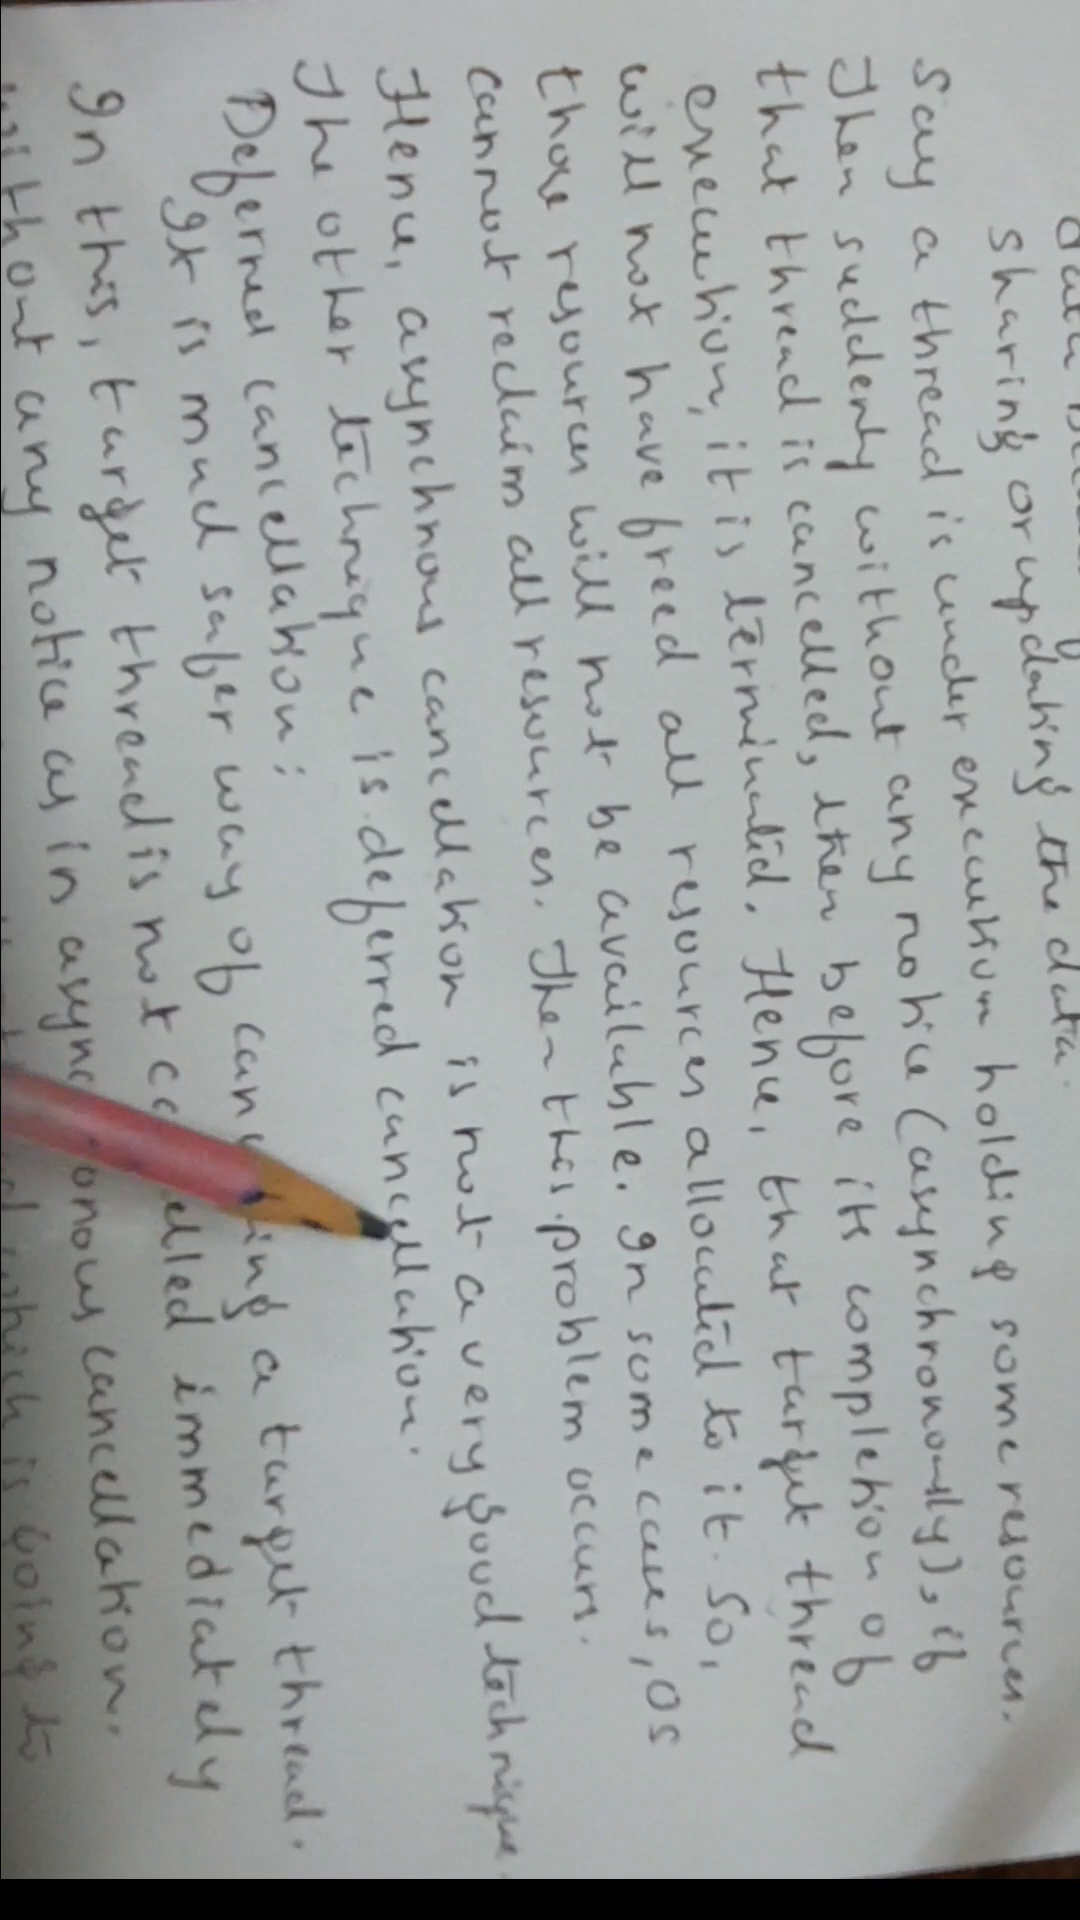 sharing or updating the data.
Say a thread is under execution holding some resources.
Then suddenly without any notice (asynchronously), if
that thread is cancelled, then before its completion of
execution, it is terminated. Hence, that target thread
will not have freed all resources allocated to it. So,
those resources will not be available. In some cases, OS
cannot reclaim all resources. Then this problem occurs.
Hence, asynchnous cancellation is not a very good technique.
The other technique is deferred cancellation.
Deferred cancellation:
It is much safer way of a target thread.
In this, target thread is not immediately
without any notice as in cancellation.
which is going to